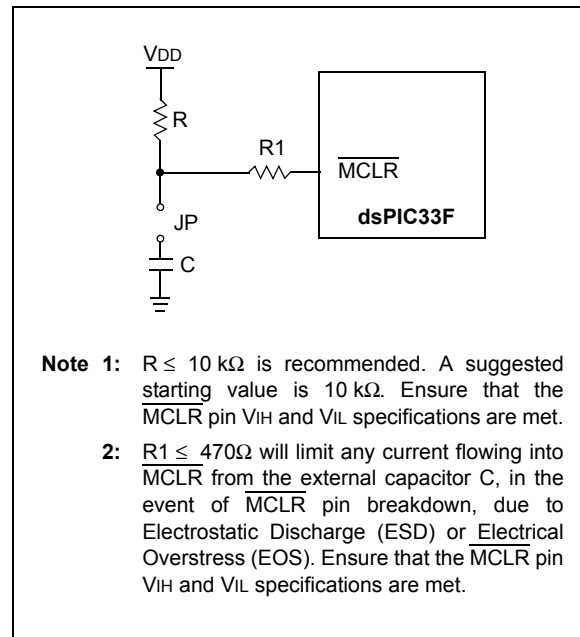 VDD
R
R1
MCLR
dsPIC33F
JP
C
Note 1: R ≤ 10 kΩ is recommended. A suggested
starting value is 10 kΩ. Ensure that the
MCLR pin VIH and VIL specifications are met.
2: R1 ≤ 470Ω will limit any current flowing into
MCLR from the external capacitor C, in the
event of MCLR pin breakdown, due to
Electrostatic Discharge (ESD) or Electrical
Overstress (EOS). Ensure that the MCLR pin
VIH and VIL specifications are met.